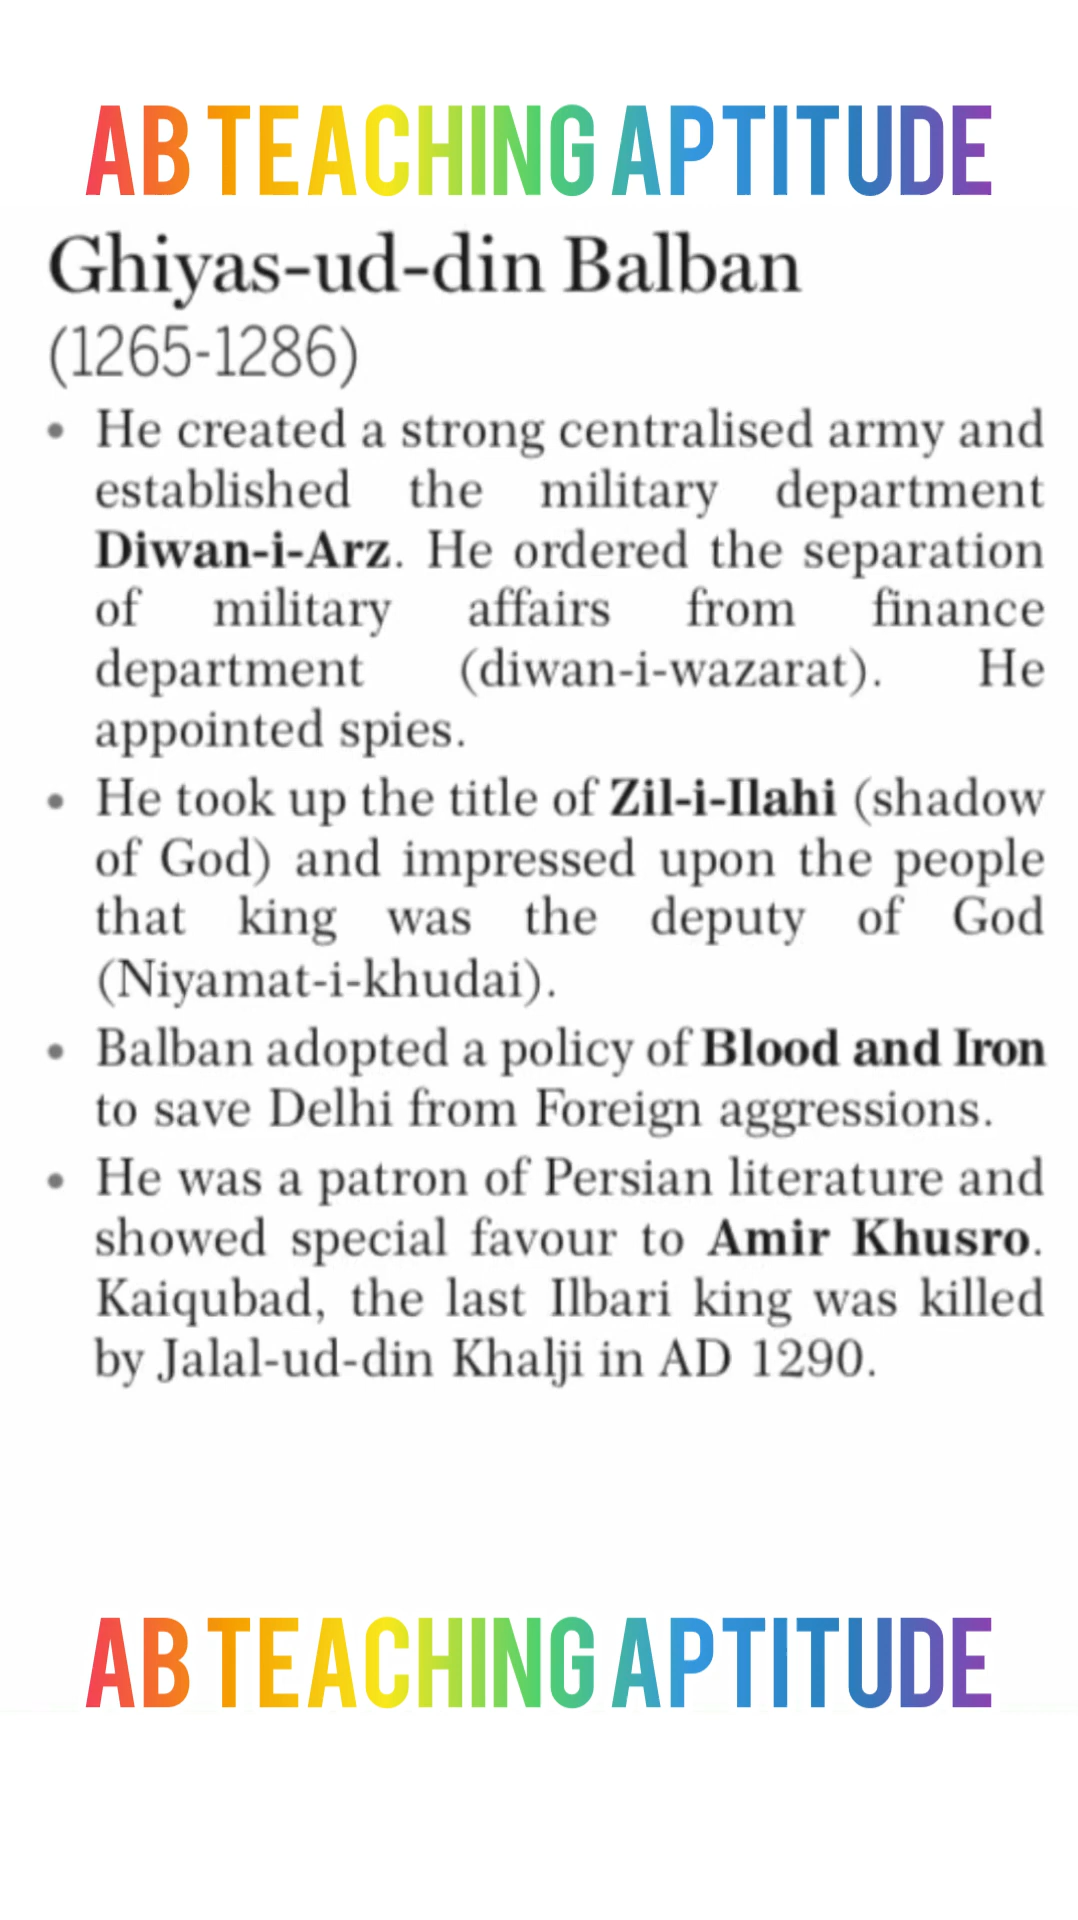 AB TEACHING APTITUDE
Ghiyas-ud-din Balban
(1265-1286)
• He created a strong centralised army and
established the military department
Diwan-i-Arz. He ordered the separation
of military affairs from finance
department (diwan-i-wazarat). He
appointed spies.
• He took up the title of Zil-i-Ilahi (shadow
of God) and impressed upon the people
that king was the deputy of God
(Niyamat-i-khudai).
• Balban adopted a policy of Blood and Iron
to save Delhi from Foreign aggressions.
• He was a patron of Persian literature and
showed special favour to Amir Khusro.
Kaiqubad, the last Ilbari king was killed
by Jalal-ud-din Khalji in AD 1290.
AB TEACHING APTITUDE